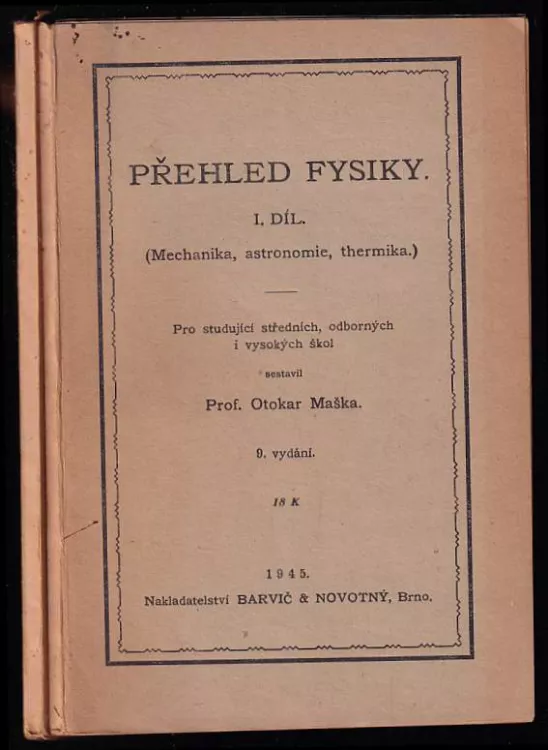 PŘEHLED FYSIKY.
I. DÍL.
(Mechanika, astronomie, thermika.)
Pro studující středních, odborných
i vysokých škol
sestavil
Prof. Otokar Maška.
9. vydání.
18 K
1945.
Nakladatelství BARVIČ & NOVOTNÝ, Brno.